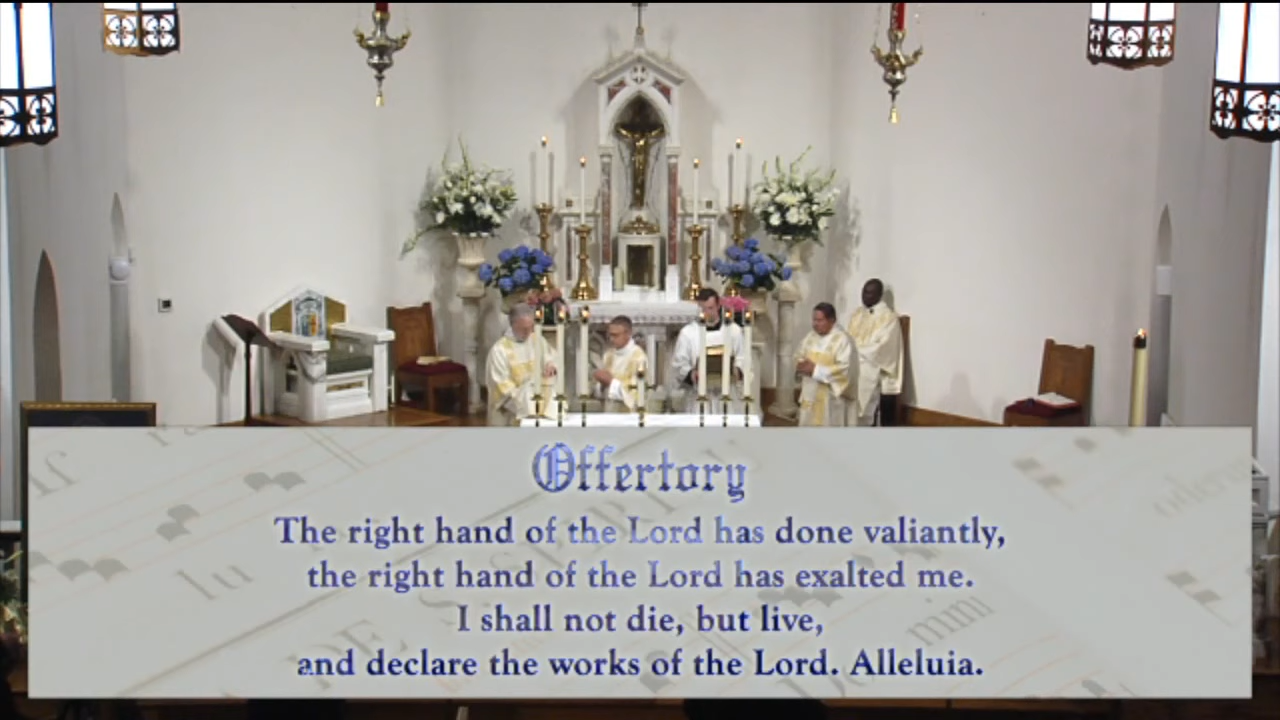 Offertory
The right hand of the Lord has done valiantly,
the right hand of the Lord has exalted me.
I shall not die, but live,
and declare the works of the Lord. Alleluia.
mini